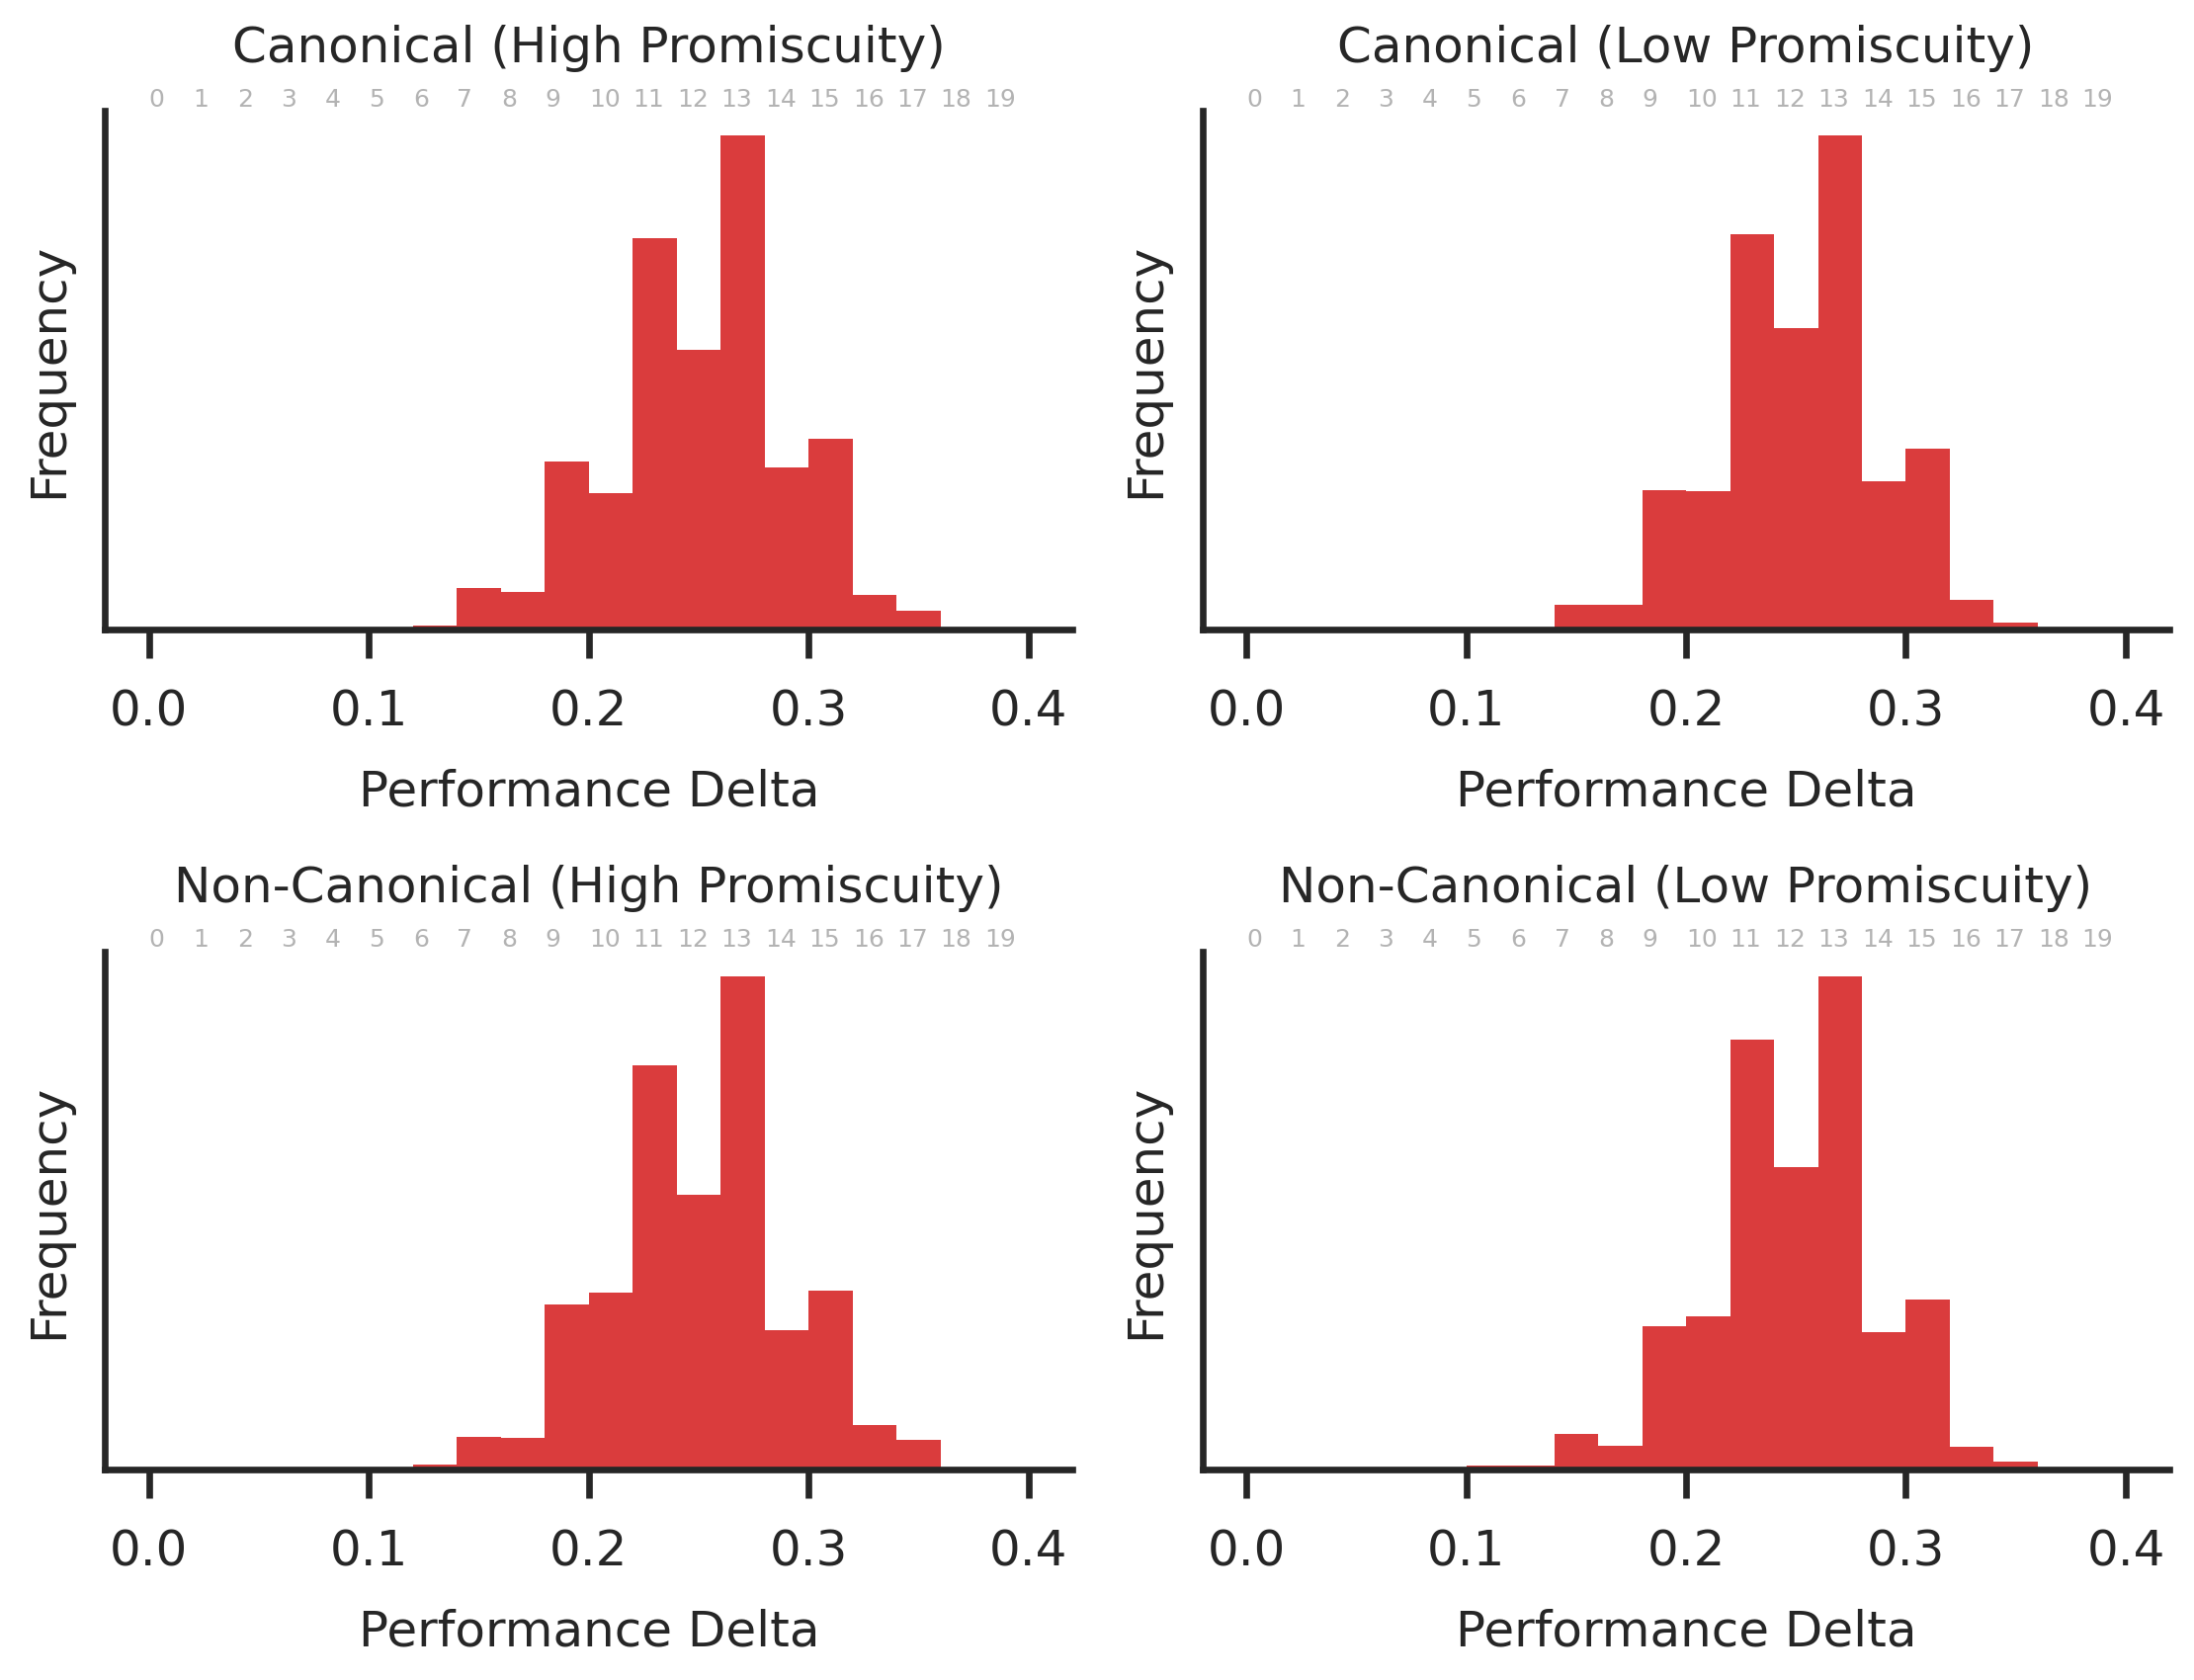 Canonical (High Promiscuity)
0 1 2 3 4 5 6 7 8 9 10 11 12 13 14 15 16 17 18 19
Frequency
0.0 0.1 0.2 0.3 0.4
Performance Delta
Canonical (Low Promiscuity)
0 1 2 3 4 5 6 7 8 9 10 11 12 13 14 15 16 17 18 19
Frequency
0.0 0.1 0.2 0.3 0.4
Performance Delta
Non-Canonical (High Promiscuity)
0 1 2 3 4 5 6 7 8 9 10 11 12 13 14 15 16 17 18 19
Frequency
0.0 0.1 0.2 0.3 0.4
Performance Delta
Non-Canonical (Low Promiscuity)
0 1 2 3 4 5 6 7 8 9 10 11 12 13 14 15 16 17 18 19
Frequency
0.0 0.1 0.2 0.3 0.4
Performance Delta